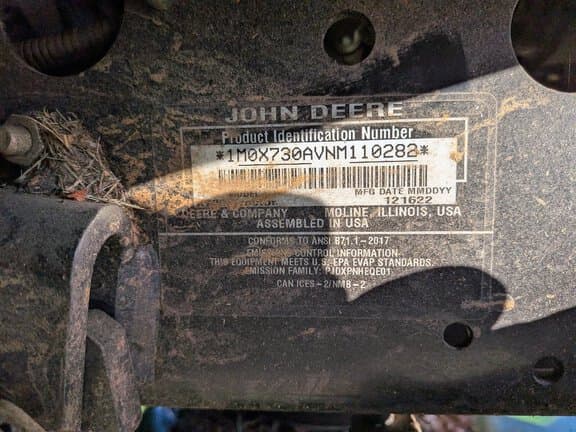 JOHN DEERE
Product Identification Number
*1M0X730AVNM110282*
MFG DATE MMDDYY
121622
DEERE & COMPANY MOLINE, ILLINOIS, USA
ASSEMBLED IN USA
CONFORMS TO ANSI B71.1-2017
EMISSIONS CONTROL INFORMATION
THIS EQUIPMENT MEETS U.S. EPA EVAP STANDARDS.
EMISSION FAMILY: PJDXPNHEQE01
CAN ICES-2/NMB-2